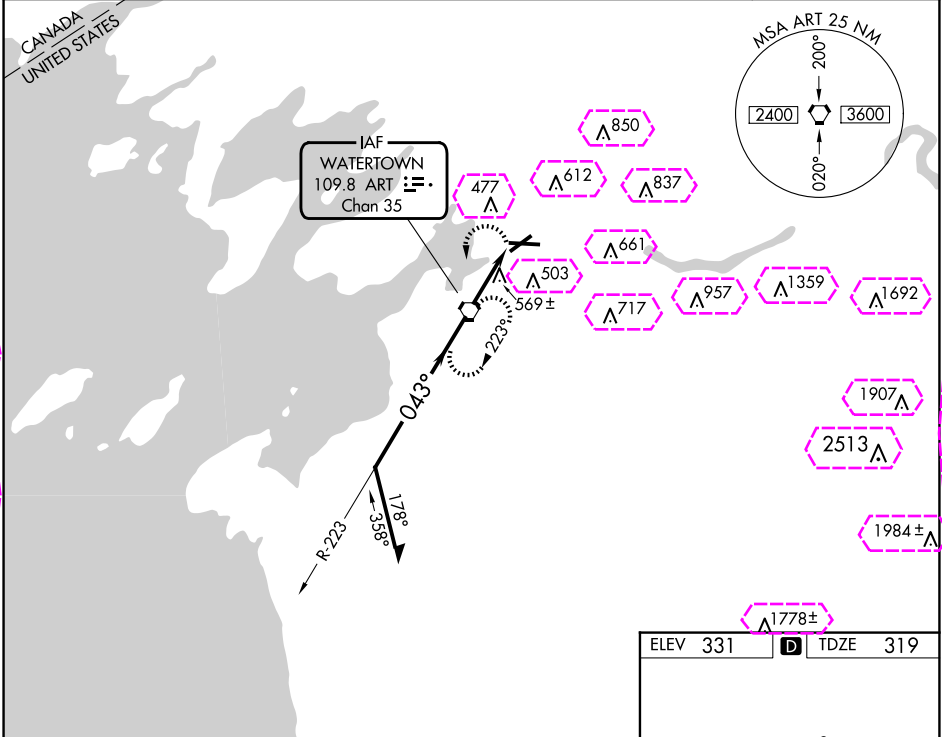 CANADA
UNITED STATES
MSA ART 25 NM
200°
2400
3600
020°
IAF
WATERTOWN
109.8 ART
Chan 35
850
477
612
837
661
503
569±
717
957
1359
1692
223°
043°
1907
2513
178°
358°
R-223
1984±
1778±
ELEV 331 D TDZE 319